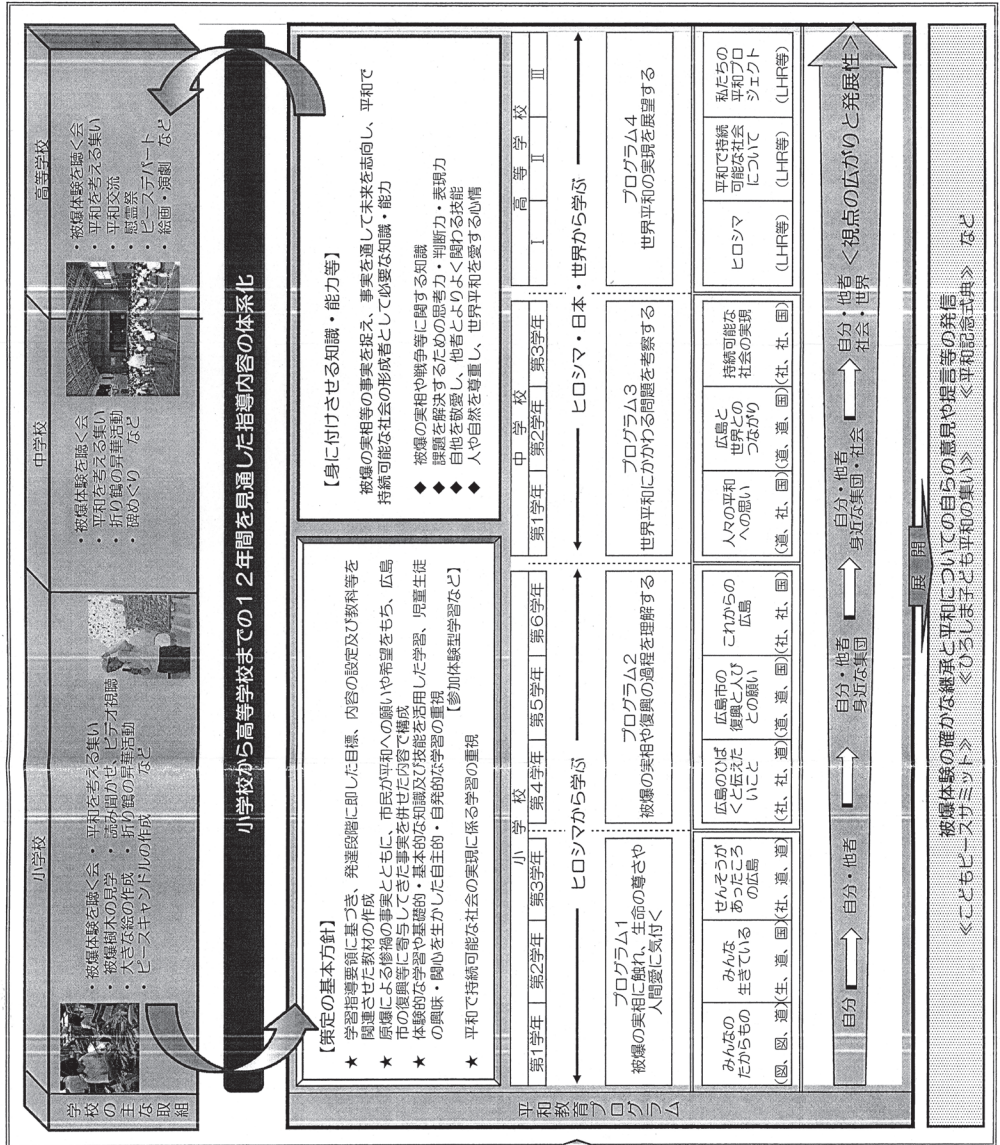 学校の主な取組
小学校
・被爆体験を聴く会　・平和を考える集い
・被爆樹木の見学　・読み聞かせ、ビデオ視聴
・大きな絵の作成　・折り鶴の昇華活動
・ピースキャンドルの作成　など
中学校
・被爆体験を聴く会
・平和を考える集い
・折り鶴の昇華活動
・碑めぐり　など
高等学校
・被爆体験を聴く会
・平和を考える集い
・平和交流
・慰霊祭
・ピースデパート
・絵画・演劇　など
小学校から高等学校までの12年間を見通した指導内容の体系化
平和教育プログラム
【策定の基本方針】
★ 学習指導要領に基づき、発達段階に即した目標、内容の設定及び教科等を
関連させた教材の作成
★ 原爆による惨禍の事実とともに、市民が平和への願いや希望をもち、広島
市の復興等に寄与してきた事実を併せた内容で構成
★ 体験的な学習や基礎的・基本的な知識及び技能を活用した学習、児童生徒
の興味・関心を生かした自主的・自発的な学習の重視
【参加体験型学習など】
★ 平和で持続可能な社会の実現に係る学習の重視
【身に付けさせる知識・能力等】
被爆の実相等の事実を捉え、事実を通して未来を志向し、平和で
持続可能な社会の形成者として必要な知識・能力
◆ 被爆の実相や戦争等に関する知識
◆ 課題を解決するための思考力・判断力・表現力
◆ 自他を敬愛し、他者とよりよく関わる技能
◆ 人や自然を尊重し、世界平和を愛する心情
小学校
第1学年 第2学年 第3学年 第4学年 第5学年 第6学年
中学校
第1学年 第2学年 第3学年
高等学校
Ⅰ Ⅱ Ⅲ
ヒロシマから学ぶ
ヒロシマ・日本・世界から学ぶ
プログラム1
被爆の実相に触れ、生命の尊さや
人間愛に気付く
プログラム2
被爆の実相や復興の過程を理解する
プログラム3
世界平和にかかわる問題を考察する
プログラム4
世界平和の実現を展望する
みんなの
たからもの
(図、図、道)
みんな
生きている
(生、道、国)
せんそうが
あったころ
の広島
(社、道、道)
広島のひば
くと伝えた
いこと
(社、社、道)
広島市の
復興と人び
との願い
(道、道、国)
これからの
広島
(社、社、国)
人々の平和
への思い
(道、社、国)
広島と
世界との
つながり
(道、道、国)
持続可能な
社会の実現
(社、社、国)
ヒロシマ
(LHR等)
平和で持続
可能な社会
について
(LHR等)
私たちの
平和プロ
ジェクト
(LHR等)
自分
自分・他者
自分・他者
身近な集団
自分・他者
身近な集団・社会
自分・他者
社会・世界
＜視点の広がりと発展性＞
展開
被爆体験の確かな継承と平和についての自らの意見や提言等の発信
≪こどもピースサミット≫　≪ひろしま子ども平和の集い≫　≪平和記念式典≫　など